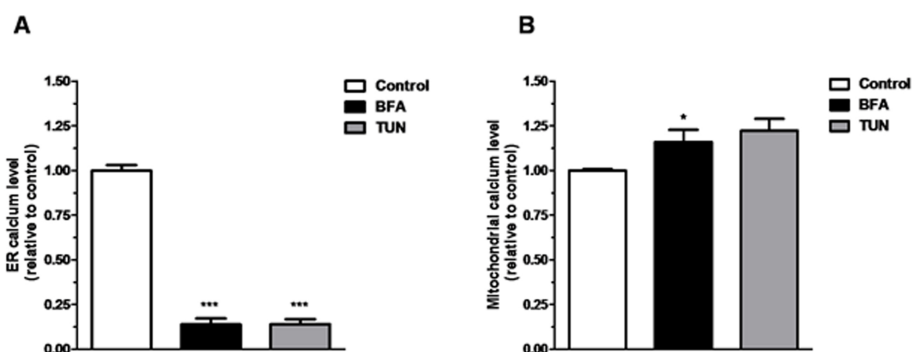 A
B
ER calcium level
(relative to control)
1.50
1.25
1.00
0.75
0.50
0.25
0.00
***
***
Control
BFA
TUN
Mitochondrial calcium level
(relative to control)
1.50
1.25
1.00
0.75
0.50
0.25
0.00
*
Control
BFA
TUN